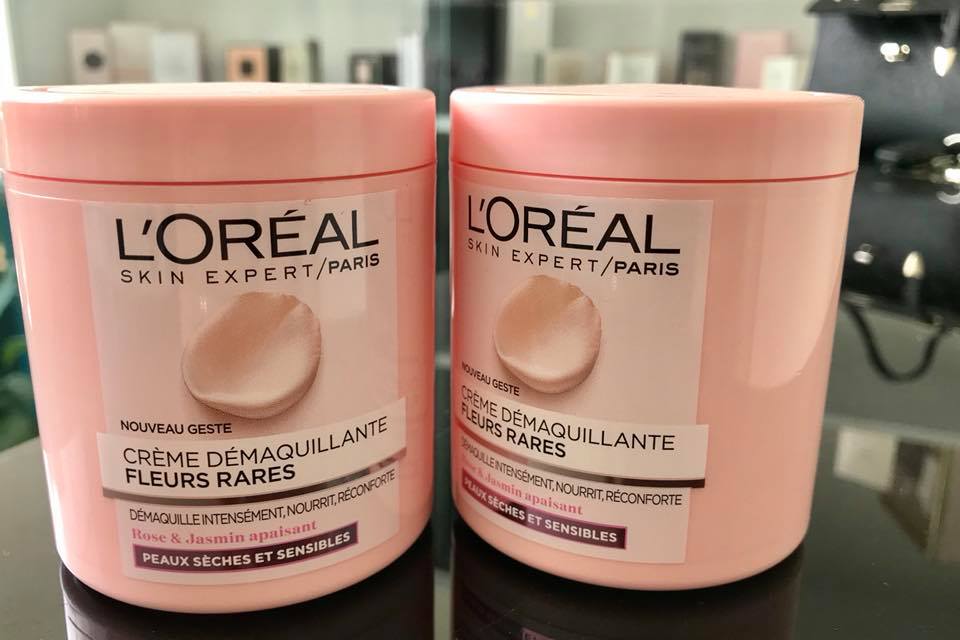 L'ORÉAL
SKIN EXPERT/PARIS
NOUVEAU GESTE
CRÈME DÉMAQUILLANTE
FLEURS RARES
DÉMAQUILLE INTENSÉMENT, NOURRIT, RÉCONFORTE
Rose & Jasmin apaisant
PEAUX SÈCHES ET SENSIBLES
L'ORÉAL
SKIN EXPERT/PARIS
NOUVEAU GESTE
CRÈME DÉMAQUILLANTE
FLEURS RARES
DÉMAQUILLE INTENSÉMENT, NOURRIT, RÉCONFORTE
Rose & Jasmin apaisant
PEAUX SÈCHES ET SENSIBLES